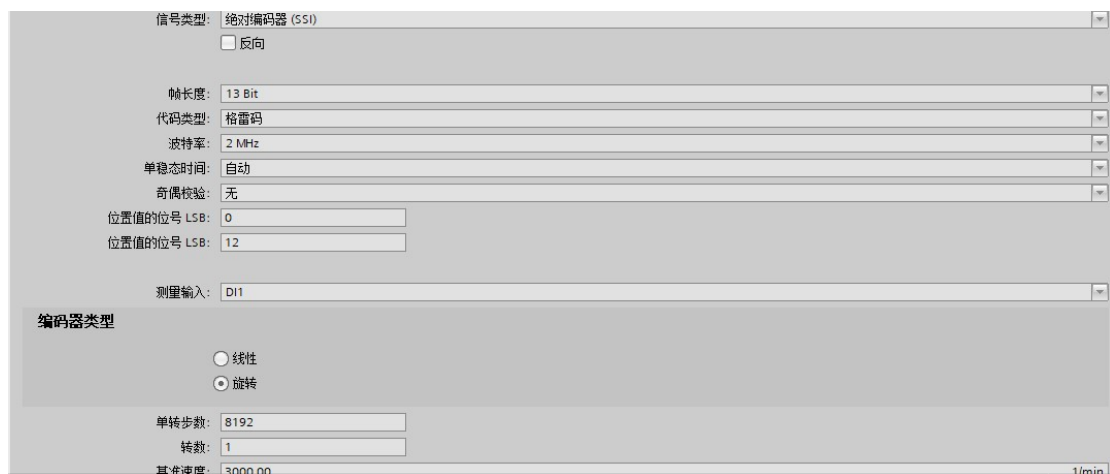 信号类型: 绝对编码器 (SSI)
反向
帧长度: 13 Bit
代码类型: 格雷码
波特率: 2 MHz
单稳态时间: 自动
奇偶校验: 无
位置值的位号 LSB: 0
位置值的位号 LSB: 12
测量输入: DI1
编码器类型
线性
旋转
单转步数: 8192
转数: 1
基准速度: 3000.00 1/min